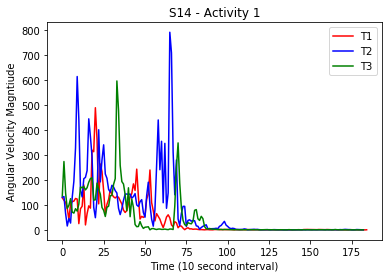 S14 - Activity 1
T1
T2
T3
Angular Velocity Magntiude
800
700
600
500
400
300
200
100
0
0 25 50 75 100 125 150 175
Time (10 second interval)